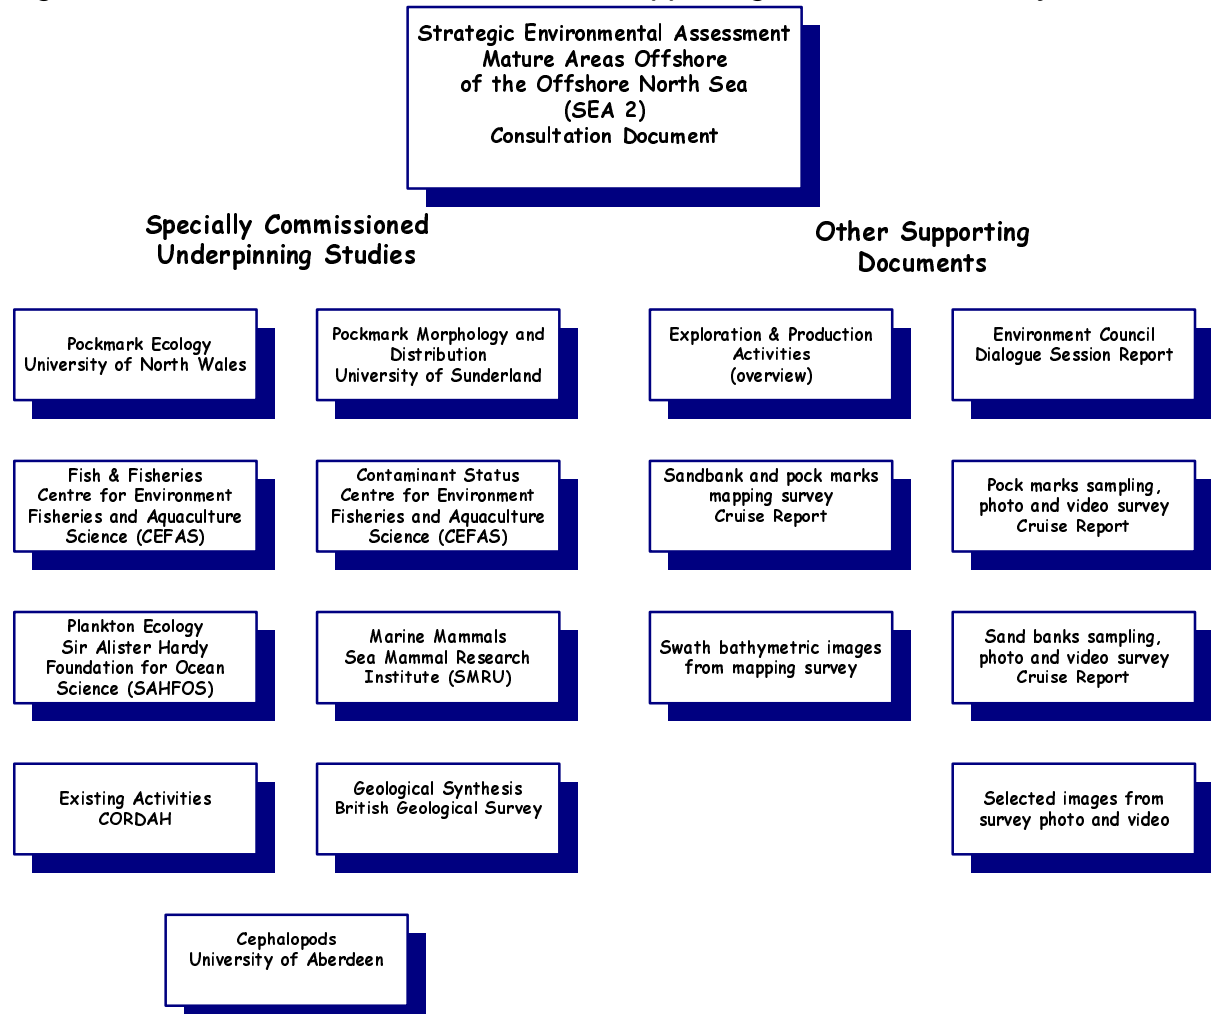 Strategic Environmental Assessment
Mature Areas Offshore
of the Offshore North Sea
(SEA 2)
Consultation Document
Specially Commissioned
Underpinning Studies
Other Supporting
Documents
Pockmark Ecology
University of North Wales
Pockmark Morphology and
Distribution
University of Sunderland
Exploration & Production
Activities
(overview)
Environment Council
Dialogue Session Report
Fish & Fisheries
Centre for Environment
Fisheries and Aquaculture
Science (CEFAS)
Contaminant Status
Centre for Environment
Fisheries and Aquaculture
Science (CEFAS)
Sandbank and pock marks
mapping survey
Cruise Report
Pock marks sampling,
photo and video survey
Cruise Report
Plankton Ecology
Sir Alister Hardy
Foundation for Ocean
Science (SAHFOS)
Marine Mammals
Sea Mammal Research
Institute (SMRU)
Swath bathymetric images
from mapping survey
Sand banks sampling,
photo and video survey
Cruise Report
Existing Activities
CORDAH
Geological Synthesis
British Geological Survey
Selected images from
survey photo and video
Cephalopods
University of Aberdeen